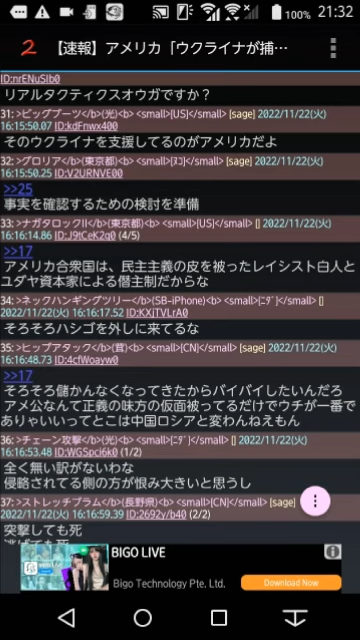 100% 21:32
2 【速報】アメリカ「ウクライナが捕…
ID:nrENuSIb0
リアルタクティクスオウガですか？
31: >ビッグブーツ</b>(光)<b> <small>[US]</small> [sage] 2022/11/22(火)
16:15:50.07 ID:kdFnwx400
そのウクライナを支援してるのがアメリカだよ
32: >グロリア</b>(東京都)<b> <small>[ﾇｺ]</small> [] 2022/11/22(火)
16:15:50.25 ID:V2URNVE00
>>25
事実を確認するための検討を準備
33: >ナガタロックII</b>(東京都)<b> <small>[US]</small> [] 2022/11/22(火)
16:16:14.86 ID:J9tCeK2q0 (4/5)
>>17
アメリカ合衆国は、民主主義の皮を被ったレイシスト白人と
ユダヤ資本家による僭主制だからな
34: >ネックハンギングツリー</b>(SB-iPhone)<b> <small>[ﾆﾀﾞ]</small> []
2022/11/22(火) 16:16:17.52 ID:KXjTVLrA0
そろそろハシゴを外しに来てるな
35: >ヒップアタック</b>(茸)<b> <small>[CN]</small> [sage] 2022/11/22(火)
16:16:48.73 ID:4cfWoayw0
>>17
そろそろ儲かんなくなってきたからバイバイしたいんだろ
アメ公なんて正義の味方の仮面被ってるだけでウチが一番で
ありゃいいってとこは中国ロシアと変わんねえもん
36: >チェーン攻撃</b>(光)<b> <small>[ﾆﾀﾞ]</small> [] 2022/11/22(火)
16:16:53.48 ID:WGSpci6k0 (1/2)
全く無い訳がないわな
侵略されてる側の方が恨み大きいと思うし
37: >ストレッチプラム</b>(長野県)<b> <small>[CN]</small> [sage]
2022/11/22(火) 16:16:59.39 ID:2692y/b40 (2/2)
突撃しても死
逃げても死
BIGO LIVE
Bigo Technology Pte. Ltd.
Download Now